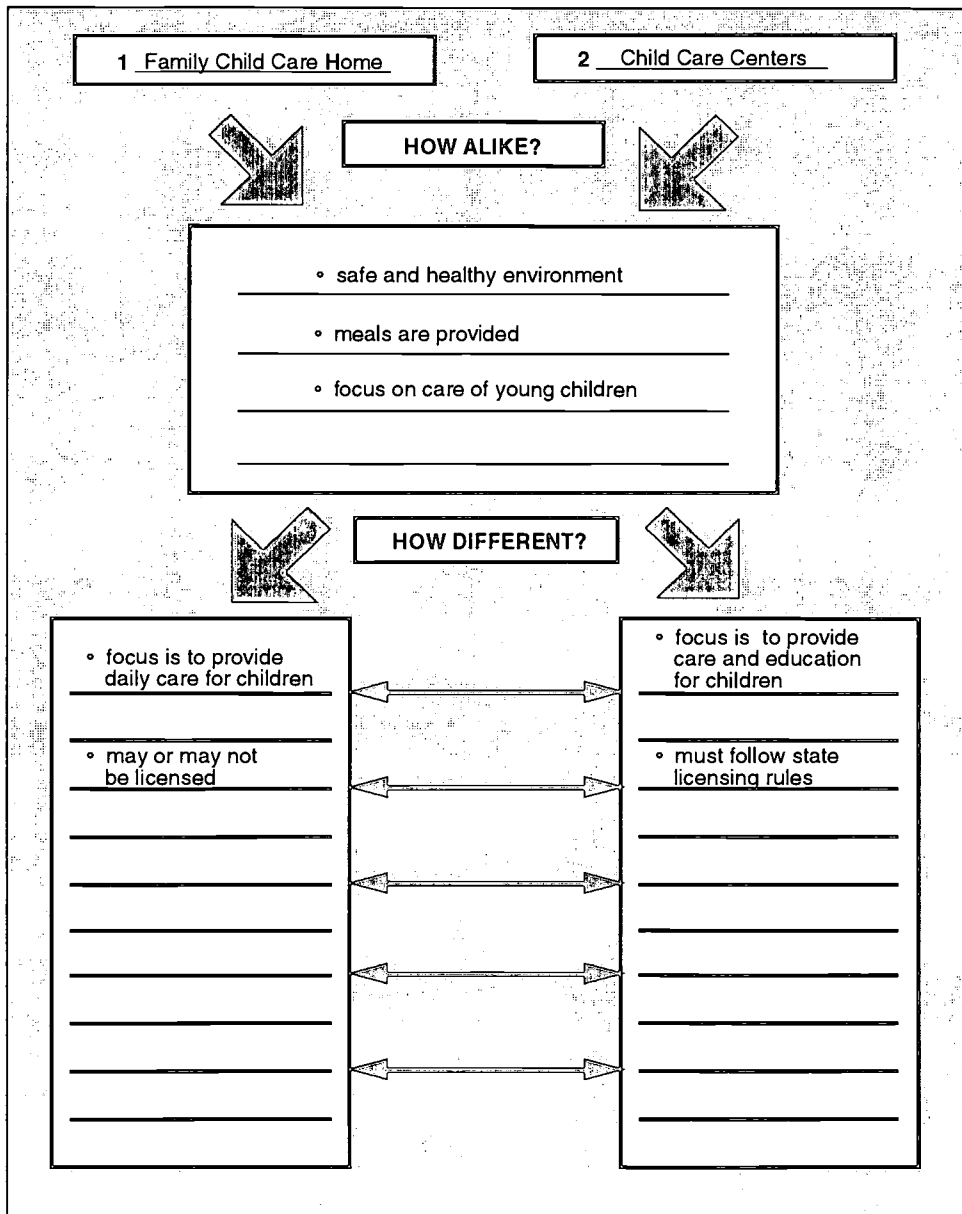 1 Family Child Care Home
2 Child Care Centers
HOW ALIKE?
° safe and healthy environment
° meals are provided
° focus on care of young children
HOW DIFFERENT?
° focus is to provide
daily care for children
° may or may not
be licensed
° focus is to provide
care and education
for children
° must follow state
licensing rules